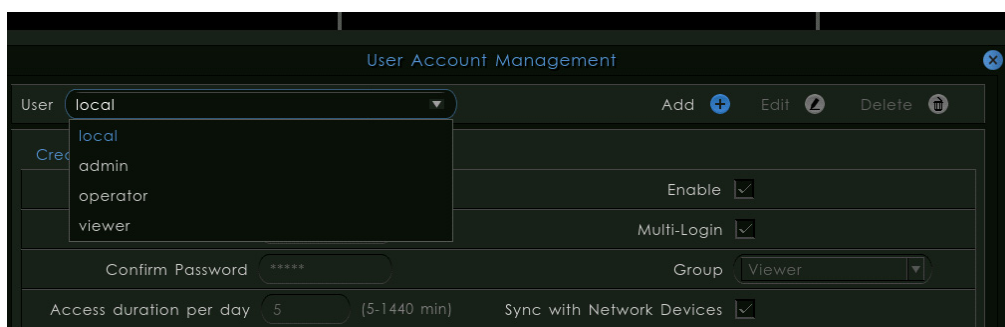 User Account Management
User local Add Edit Delete
local
admin
operator
viewer
Enable
Multi-Login
Confirm Password ***** Group Viewer
Access duration per day 5 (5-1440 min) Sync with Network Devices